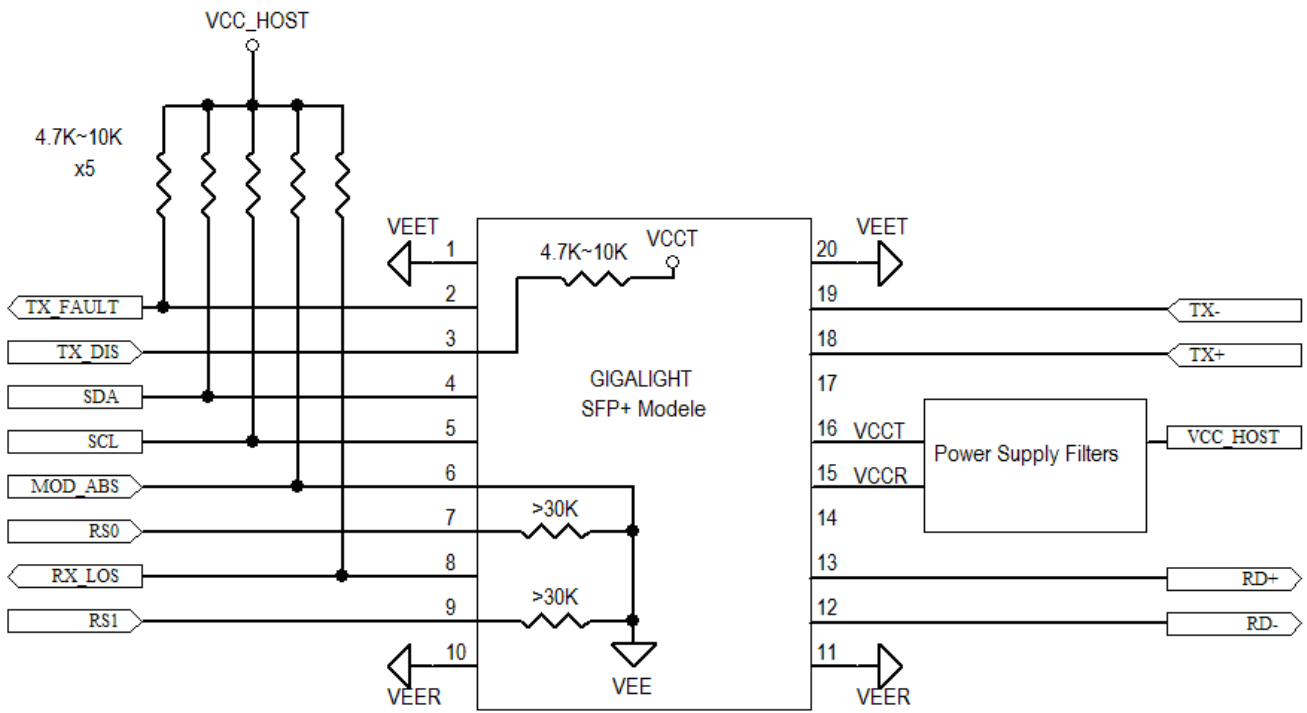 VCC_HOST
4.7K~10K
x5
VEET
1
4.7K~10K
VCCT
20
VEET
TX_FAULT
2
19
TX-
TX_DIS
3
18
TX+
SDA
4
GIGALIGHT
SFP+ Modele
17
SCL
5
16
VCCT
Power Supply Filters
VCC_HOST
MOD_ABS
6
15
VCCR
RS0
7
>30K
14
RX_LOS
8
13
RD+
RS1
9
>30K
12
RD-
10
VEER
VEE
11
VEER